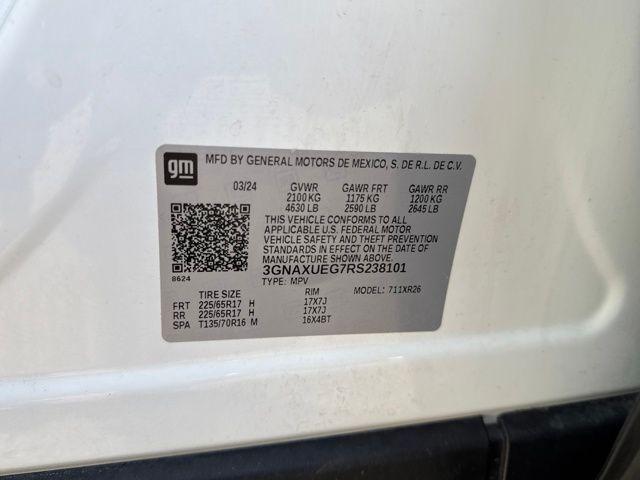 gm MFD BY GENERAL MOTORS DE MEXICO, S. DE R.L. DE C.V.
03/24 GVWR GAWR FRT GAWR RR
2100 KG 1175 KG 1200 KG
4630 LB 2590 LB 2645 LB
THIS VEHICLE CONFORMS TO ALL
APPLICABLE U.S. FEDERAL MOTOR
VEHICLE SAFETY AND THEFT PREVENTION
STANDARDS IN EFFECT ON THE DATE
OF MANUFACTURE SHOWN ABOVE.
3GNAXUEG7RS238101
8624 TYPE: MPV
TIRE SIZE RIM MODEL: 711XR26
FRT 225/65R17 H 17X7J
RR 225/65R17 H 17X7J
SPA T135/70R16 M 16X4BT